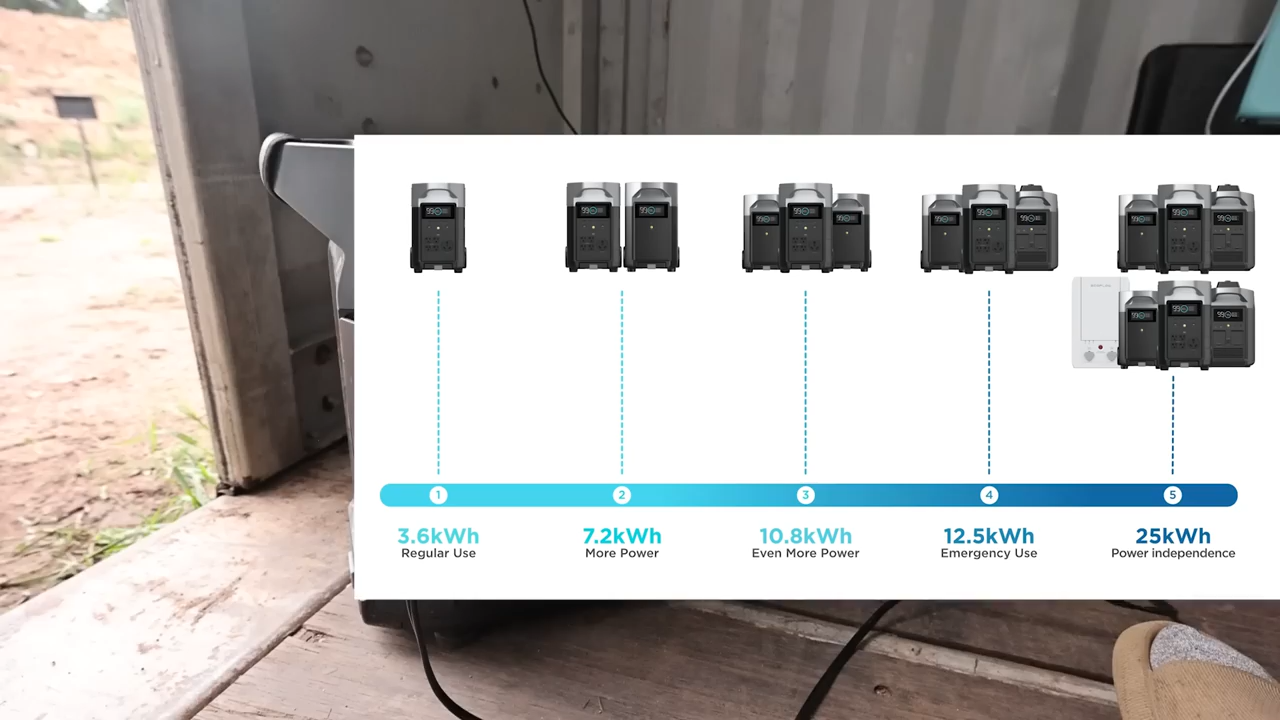 1
2
3
4
5
3.6kWh
Regular Use
7.2kWh
More Power
10.8kWh
Even More Power
12.5kWh
Emergency Use
25kWh
Power independence